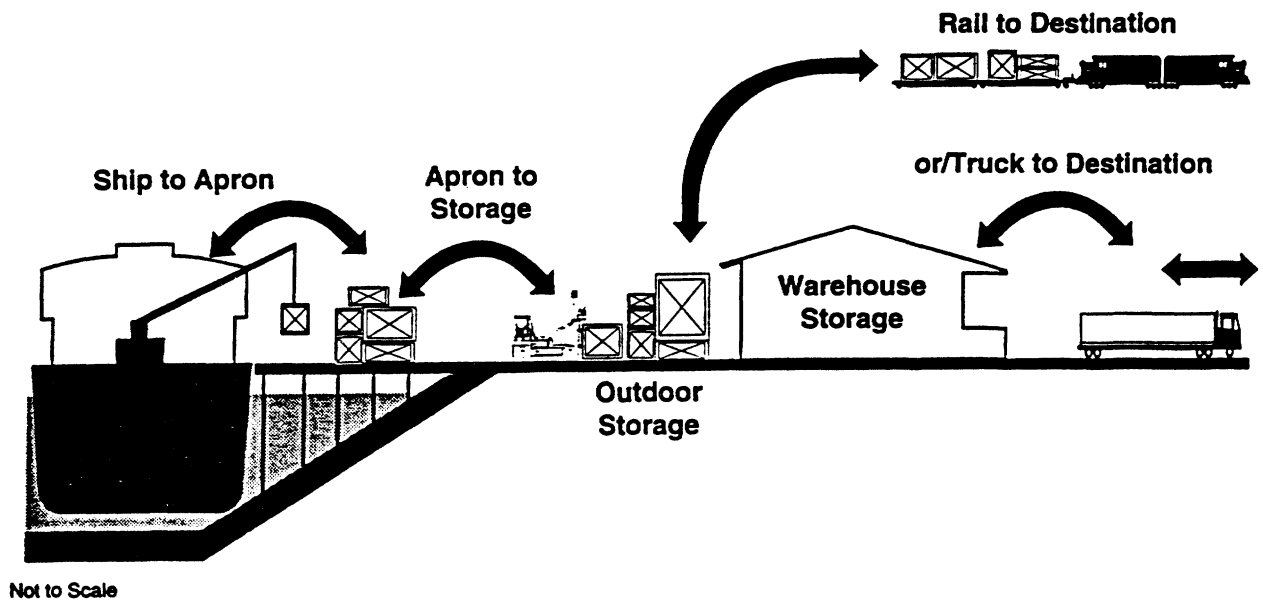 Rail to Destination
or/Truck to Destination
Ship to Apron
Apron to
Storage
Warehouse
Storage
Outdoor
Storage
Not to Scale